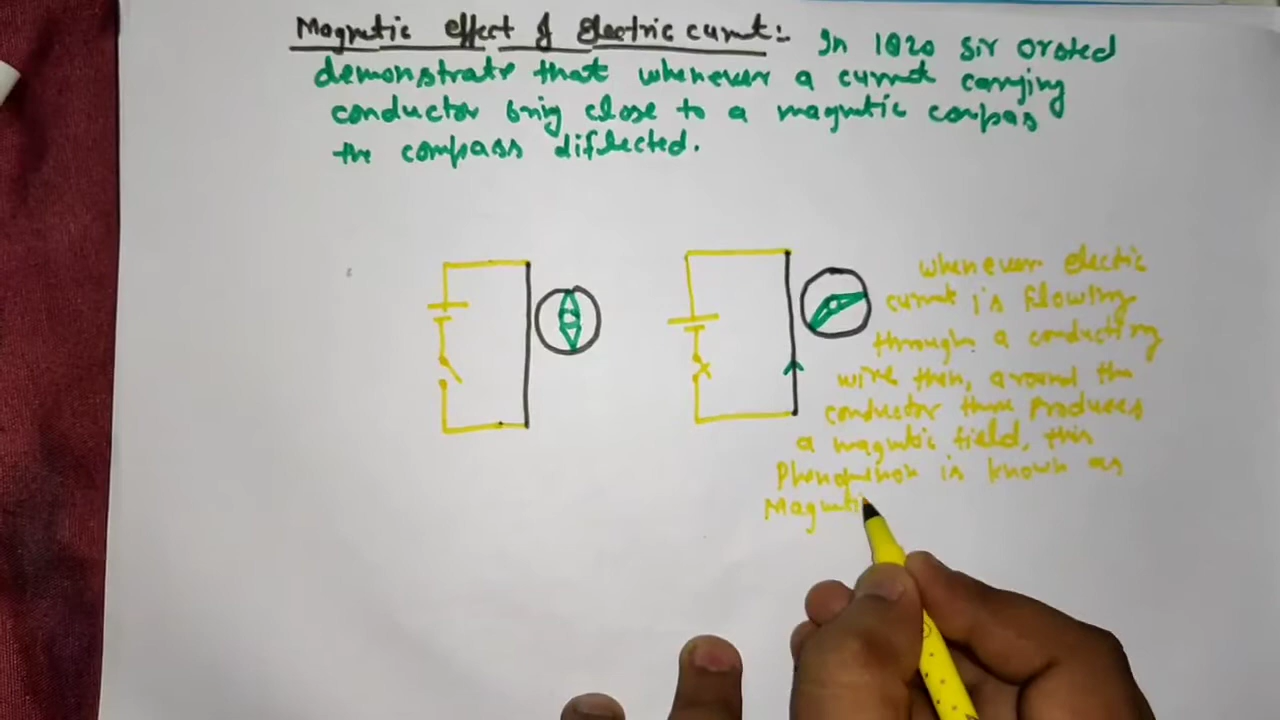 Magnetic effect of Electric current:- In 1820 sir orsted
demonstrate that whenever a current carrying
conductor bring close to a magnetic compas
the compass diflected.
whenever electric
current is flowing
through a conducting
wire then, around the
conductor there produces
a magnetic field, this
Phenomenon is known as
Magneti